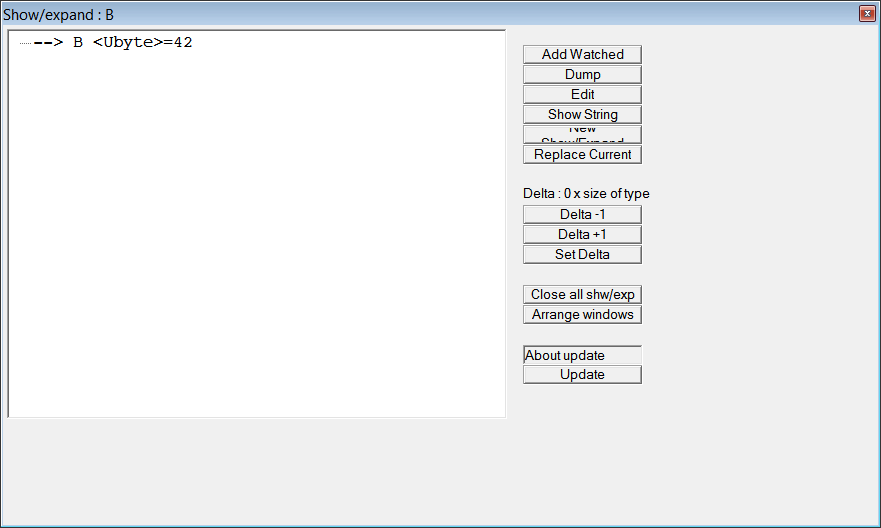 Show/expand : B
--> B <Ubyte>=42
Add Watched
Dump
Edit
Show String
New
Show/Expand
Replace Current
Delta : 0 x size of type
Delta -1
Delta +1
Set Delta
Close all shw/exp
Arrange windows
About update
Update